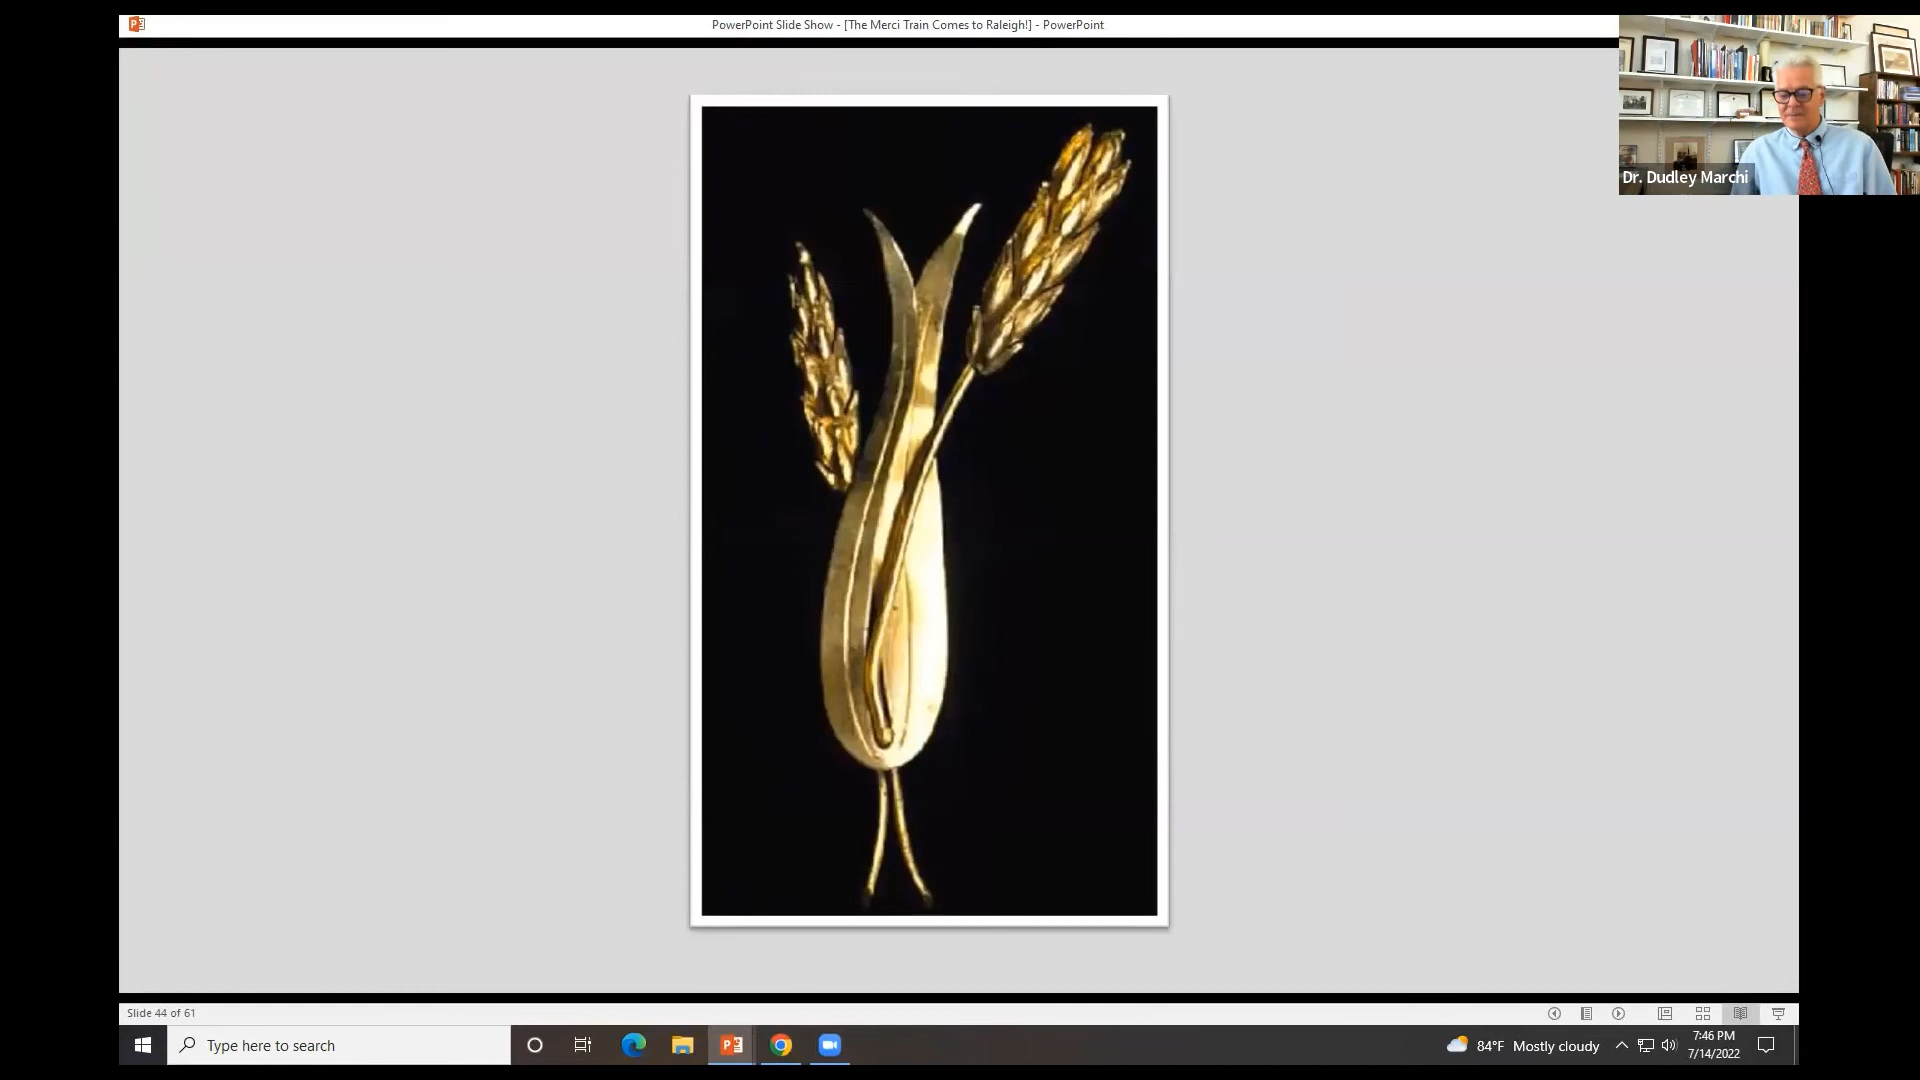 PowerPoint Slide Show - [The Merci Train Comes to Raleigh!] - PowerPoint
Dr. Dudley Marchi
Slide 44 of 61
Type here to search
84°F Mostly cloudy
7:46 PM
7/14/2022